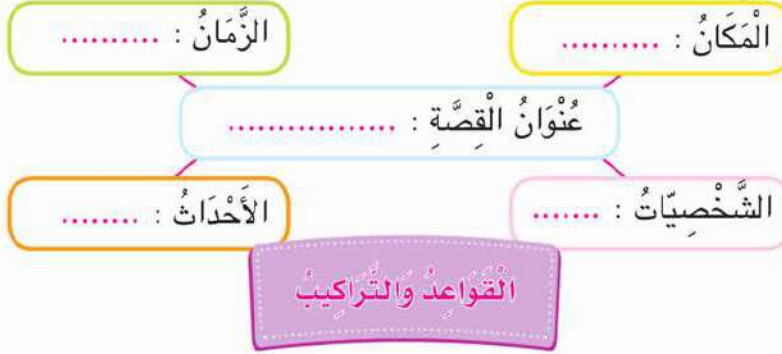 الْمَكَانُ : ..........
الزَّمَانُ : ..........
عُنْوَانُ الْقِصَّةِ : .................
الشَّخْصِيّاتُ : .......
الأَحْدَاثُ : ........
الْقَوَاعِدُ وَالتَّرَاكِيبُ